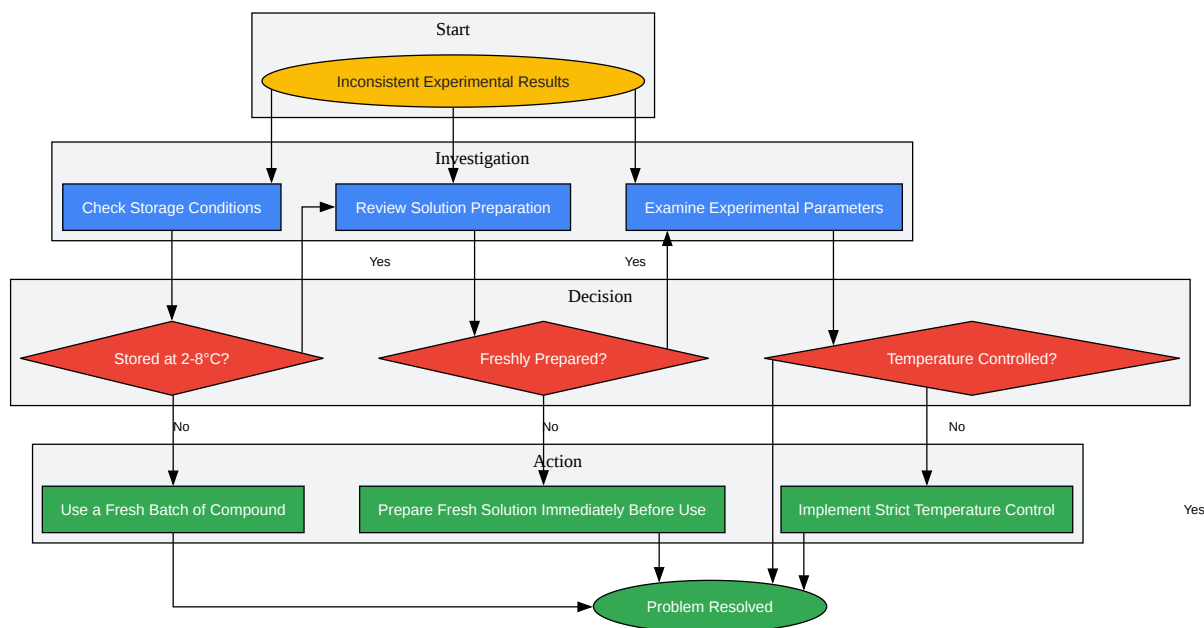 Start
Inconsistent Experimental Results
Investigation
Check Storage Conditions
Review Solution Preparation
Examine Experimental Parameters
Yes
Yes
Decision
Stored at 2-8°C?
Freshly Prepared?
Temperature Controlled?
No
No
No
Action
Use a Fresh Batch of Compound
Prepare Fresh Solution Immediately Before Use
Implement Strict Temperature Control
Yes
Problem Resolved